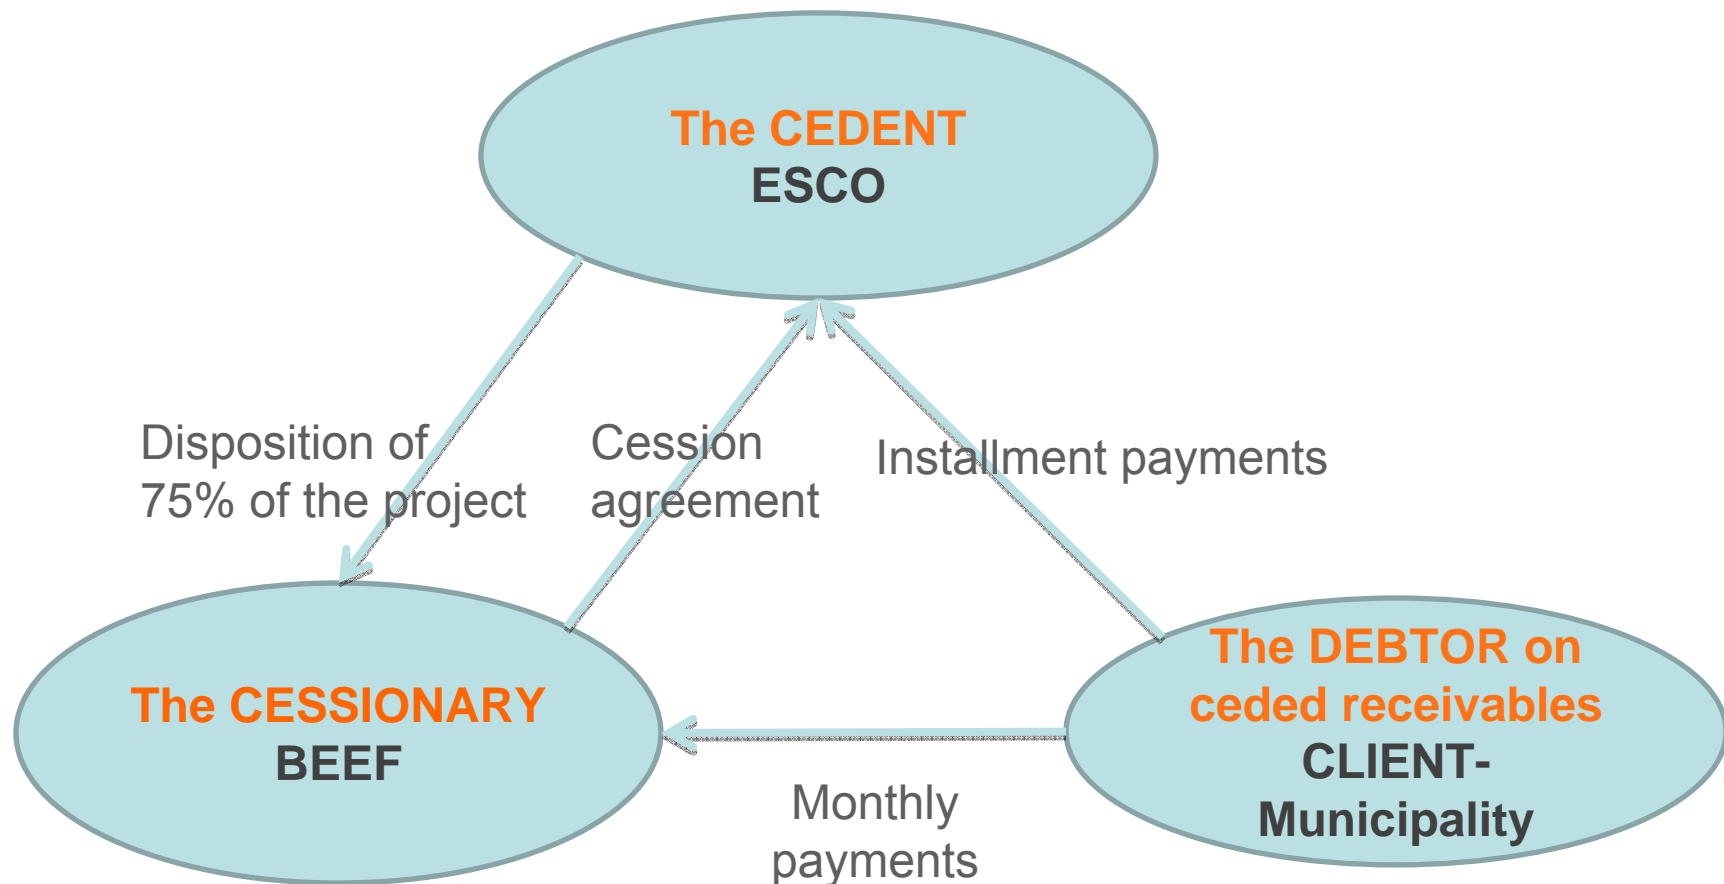 The CEDENT
ESCO
Disposition of
75% of the project
Cession
agreement
Installment payments
The CESSIONARY
BEEF
The DEBTOR on
ceded receivables
CLIENT-
Municipality
Monthly
payments